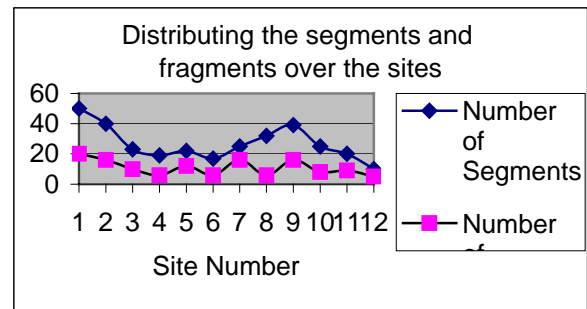 Distributing the segments and
fragments over the sites
60
40
20
0
1 2 3 4 5 6 7 8 9 10 11 12
Site Number
Number
of
Segments
Number